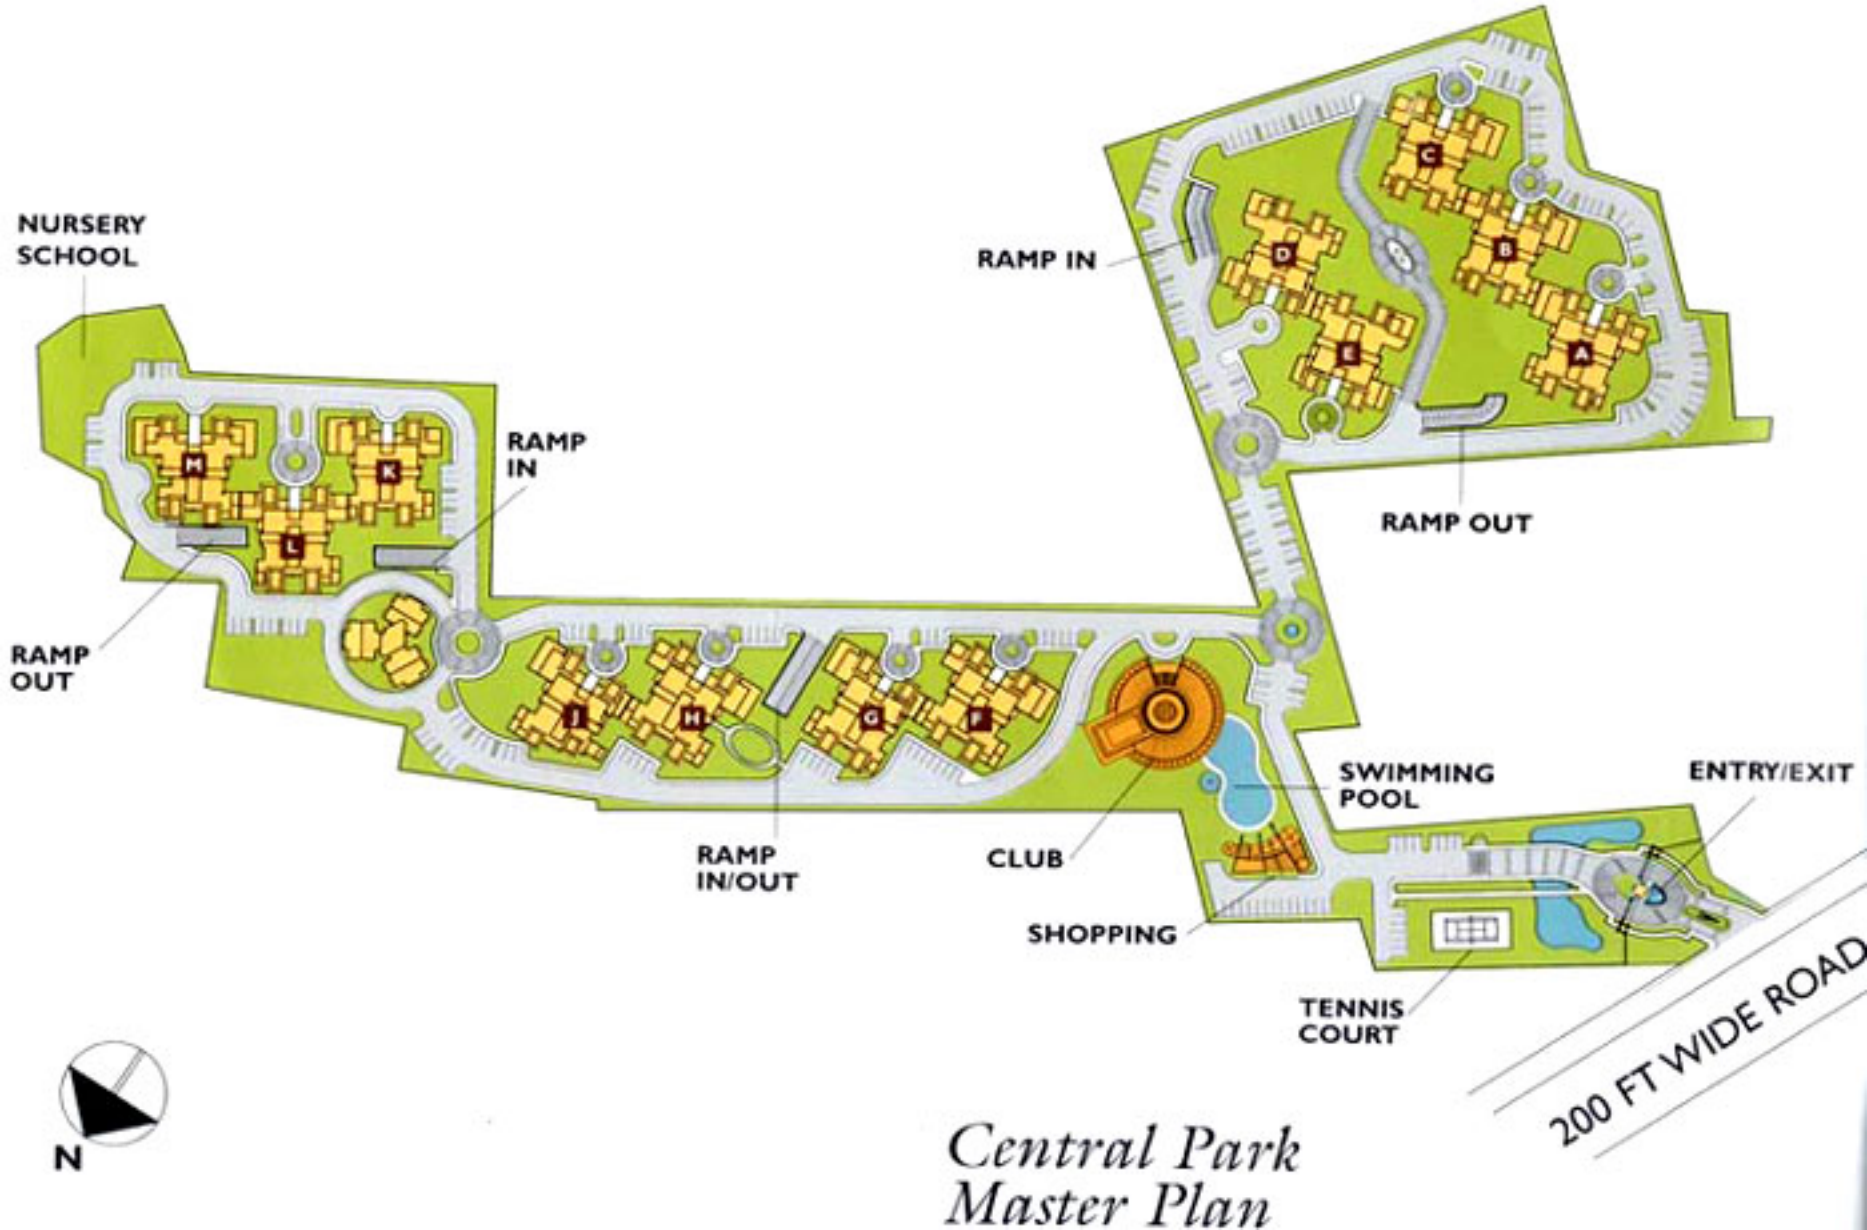 NURSERY
SCHOOL
RAMP IN
C
B
D
A
E
RAMP OUT
RAMP
IN
M
K
L
RAMP
OUT
J
H
G
F
RAMP
IN/OUT
CLUB
SWIMMING
POOL
ENTRY/EXIT
SHOPPING
TENNIS
COURT
200 FT WIDE ROAD
N
Central Park
Master Plan